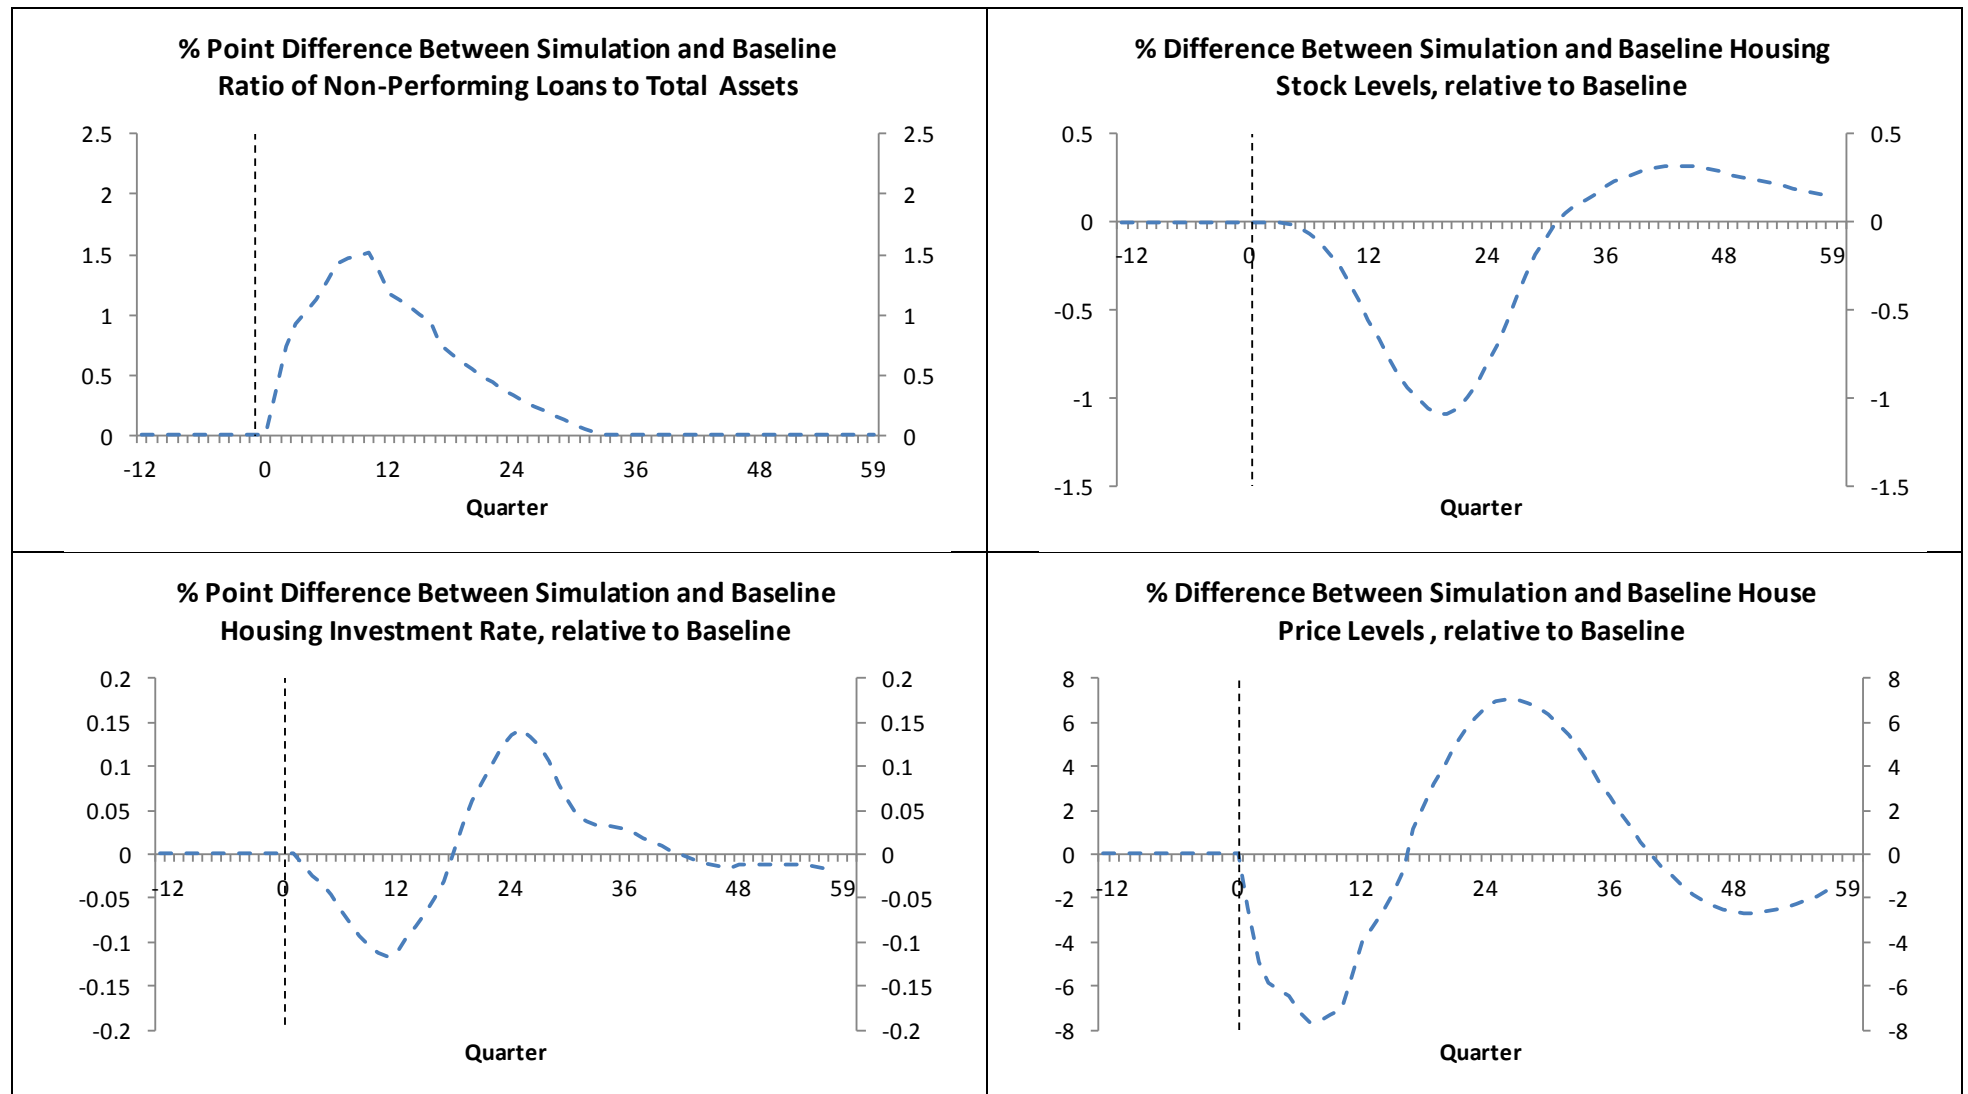 % Point Difference Between Simulation and Baseline
Ratio of Non-Performing Loans to Total Assets
2.5 2.5
2 2
1.5 1.5
1 1
0.5 0.5
0 0
-12 0 12 24 36 48 59
Quarter
% Difference Between Simulation and Baseline Housing
Stock Levels, relative to Baseline
0.5 0.5
0 0
-12 0 12 24 36 48 59
-0.5 -0.5
-1 -1
-1.5 -1.5
Quarter
% Point Difference Between Simulation and Baseline
Housing Investment Rate, relative to Baseline
0.2 0.2
0.15 0.15
0.1 0.1
0.05 0.05
0 0
-12 0 12 24 36 48 59
-0.05 -0.05
-0.1 -0.1
-0.15 -0.15
-0.2 -0.2
Quarter
% Difference Between Simulation and Baseline House
Price Levels , relative to Baseline
8 8
6 6
4 4
2 2
0 0
-12 0 12 24 36 48 59
-2 -2
-4 -4
-6 -6
-8 -8
Quarter